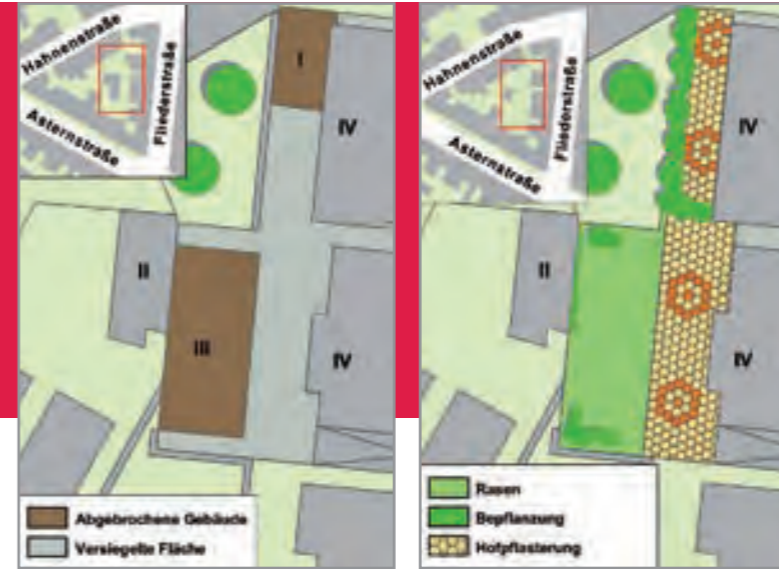 Hahnenstraße
Asternstraße
Fliederstraße
I
IV
II
III
IV
Abgebrochene Gebäude
Versiegelte Fläche
Hahnenstraße
Asternstraße
Fliederstraße
IV
II
IV
Rasen
Bepflanzung
Hofpflasterung